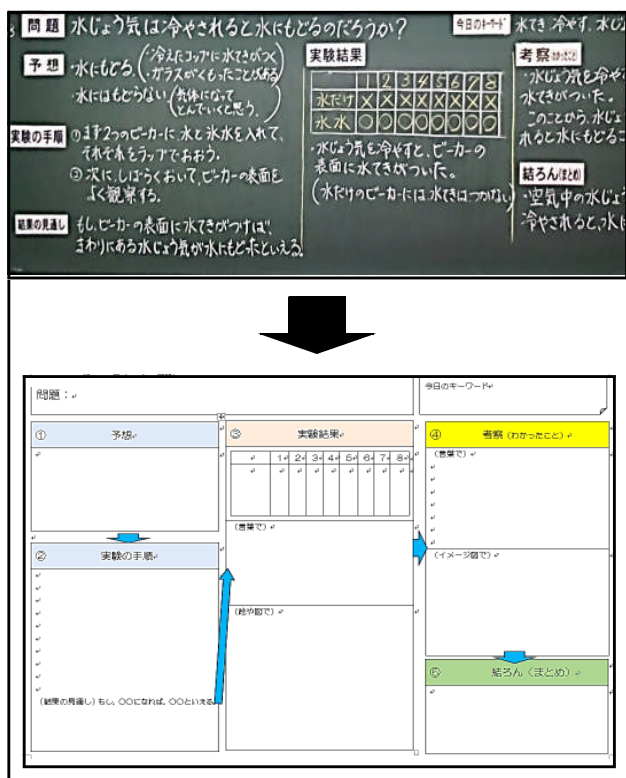 問題 水じょう気は冷やされると水にもどるのだろうか？
今日のキーワード 水てき 冷やす、水じ
予想 ・水にもどる（・冷えたコップに水てきがつく
・ガラスがくもったことがある）
・水にはもどらない（気体になって
とんでいくと思う。）
実験の手順 ①まず2つのビーカーに水と氷水を入れて、
それぞれをラップでおおう。
②次に、しばらくおいて、ビーカーの表面を
よく観察する。
結果の見通し もし、ビーカーの表面に水てきがつけば、
まわりにある水じょう気が水にもどったといえる。
実験結果
1 2 3 4 5 6 7 8
水だけ X X X X X X X X
氷水 〇 〇 〇 〇 〇 〇 〇 〇
・水じょう気を冷やすと、ビーカーの
表面に水てきがついた。
（水だけのビーカーには水てきはつかない）
考察(わかったこと)
・水じょう気を冷や
水てきがついた。
このことから、水じょ
れると水にもどるこ
結ろん(まとめ)
・空気中の水じょう
冷やされると、水に
問題：
今日のキーワード
① 予想
② 実験の手順
（結果の見通し）もし、〇〇になれば、〇〇といえる。
③ 実験結果
1 2 3 4 5 6 7 8
（言葉で）
（絵や図で）
④ 考察（わかったこと）
（言葉で）
（イメージ図で）
⑤ 結ろん（まとめ）